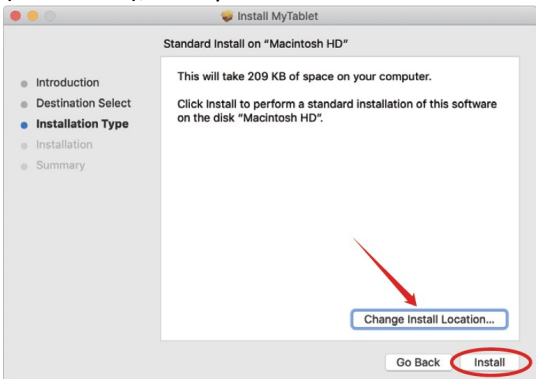 Install MyTablet
Standard Install on "Macintosh HD"
Introduction
Destination Select
Installation Type
Installation
Summary
This will take 209 KB of space on your computer.
Click Install to perform a standard installation of this software
on the disk "Macintosh HD".
Change Install Location...
Go Back
Install